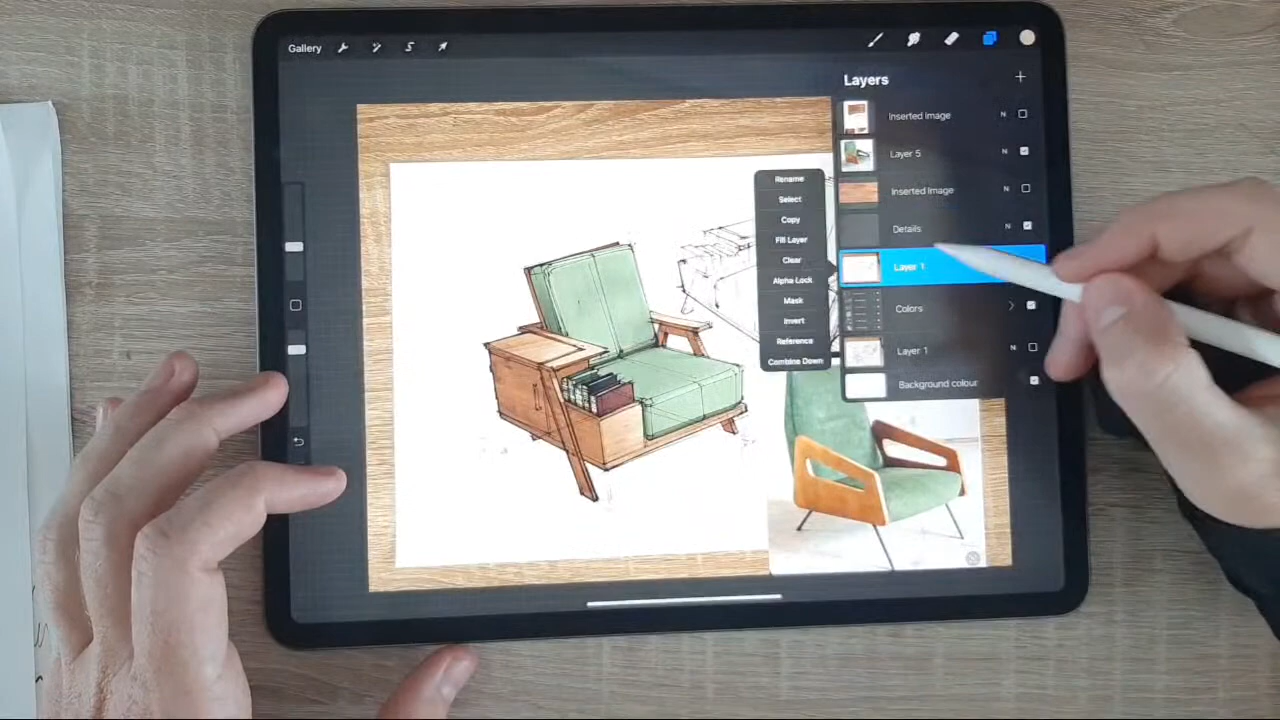 Gallery
Layers
Inserted Image N
Layer 5 N
Inserted Image N
Details N
Layer 1
Colors
Layer 1 N
Background colour
Rename
Select
Copy
Fill Layer
Clear
Alpha Lock
Mask
Invert
Reference
Combine Down